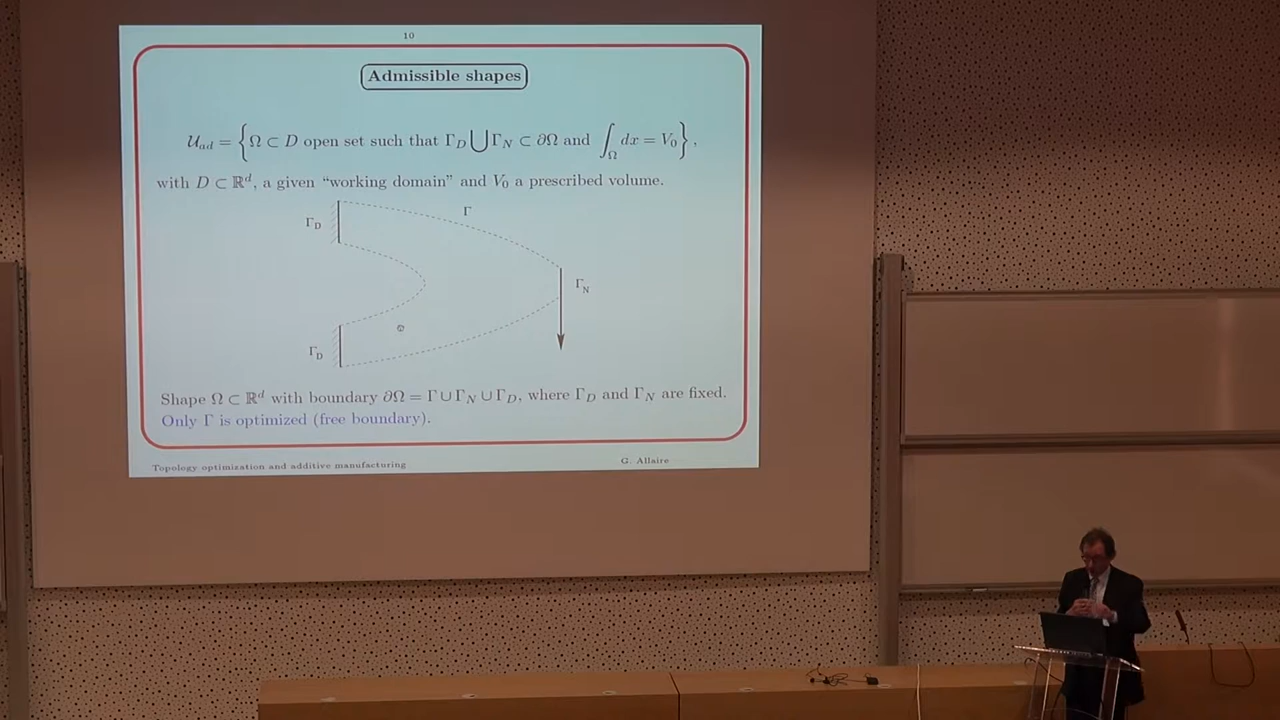 10
Admissible shapes
𝒰_ad = {Ω ⊂ D open set such that Γ_D ⋃ Γ_N ⊂ ∂Ω and ∫_Ω dx = V_0},
with D ⊂ ℝ^d, a given “working domain” and V_0 a prescribed volume.
Γ
Γ_D
Γ_N
Γ_D
Shape Ω ⊂ ℝ^d with boundary ∂Ω = Γ ∪ Γ_N ∪ Γ_D, where Γ_D and Γ_N are fixed.
Only Γ is optimized (free boundary).
Topology optimization and additive manufacturing
G. Allaire